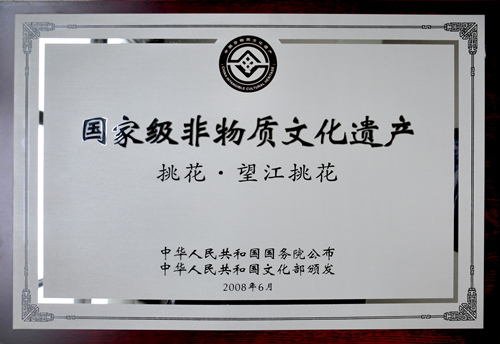 国家级非物质文化遗产
挑花·望江挑花
中华人民共和国国务院公布
中华人民共和国文化部颁发
2008年6月